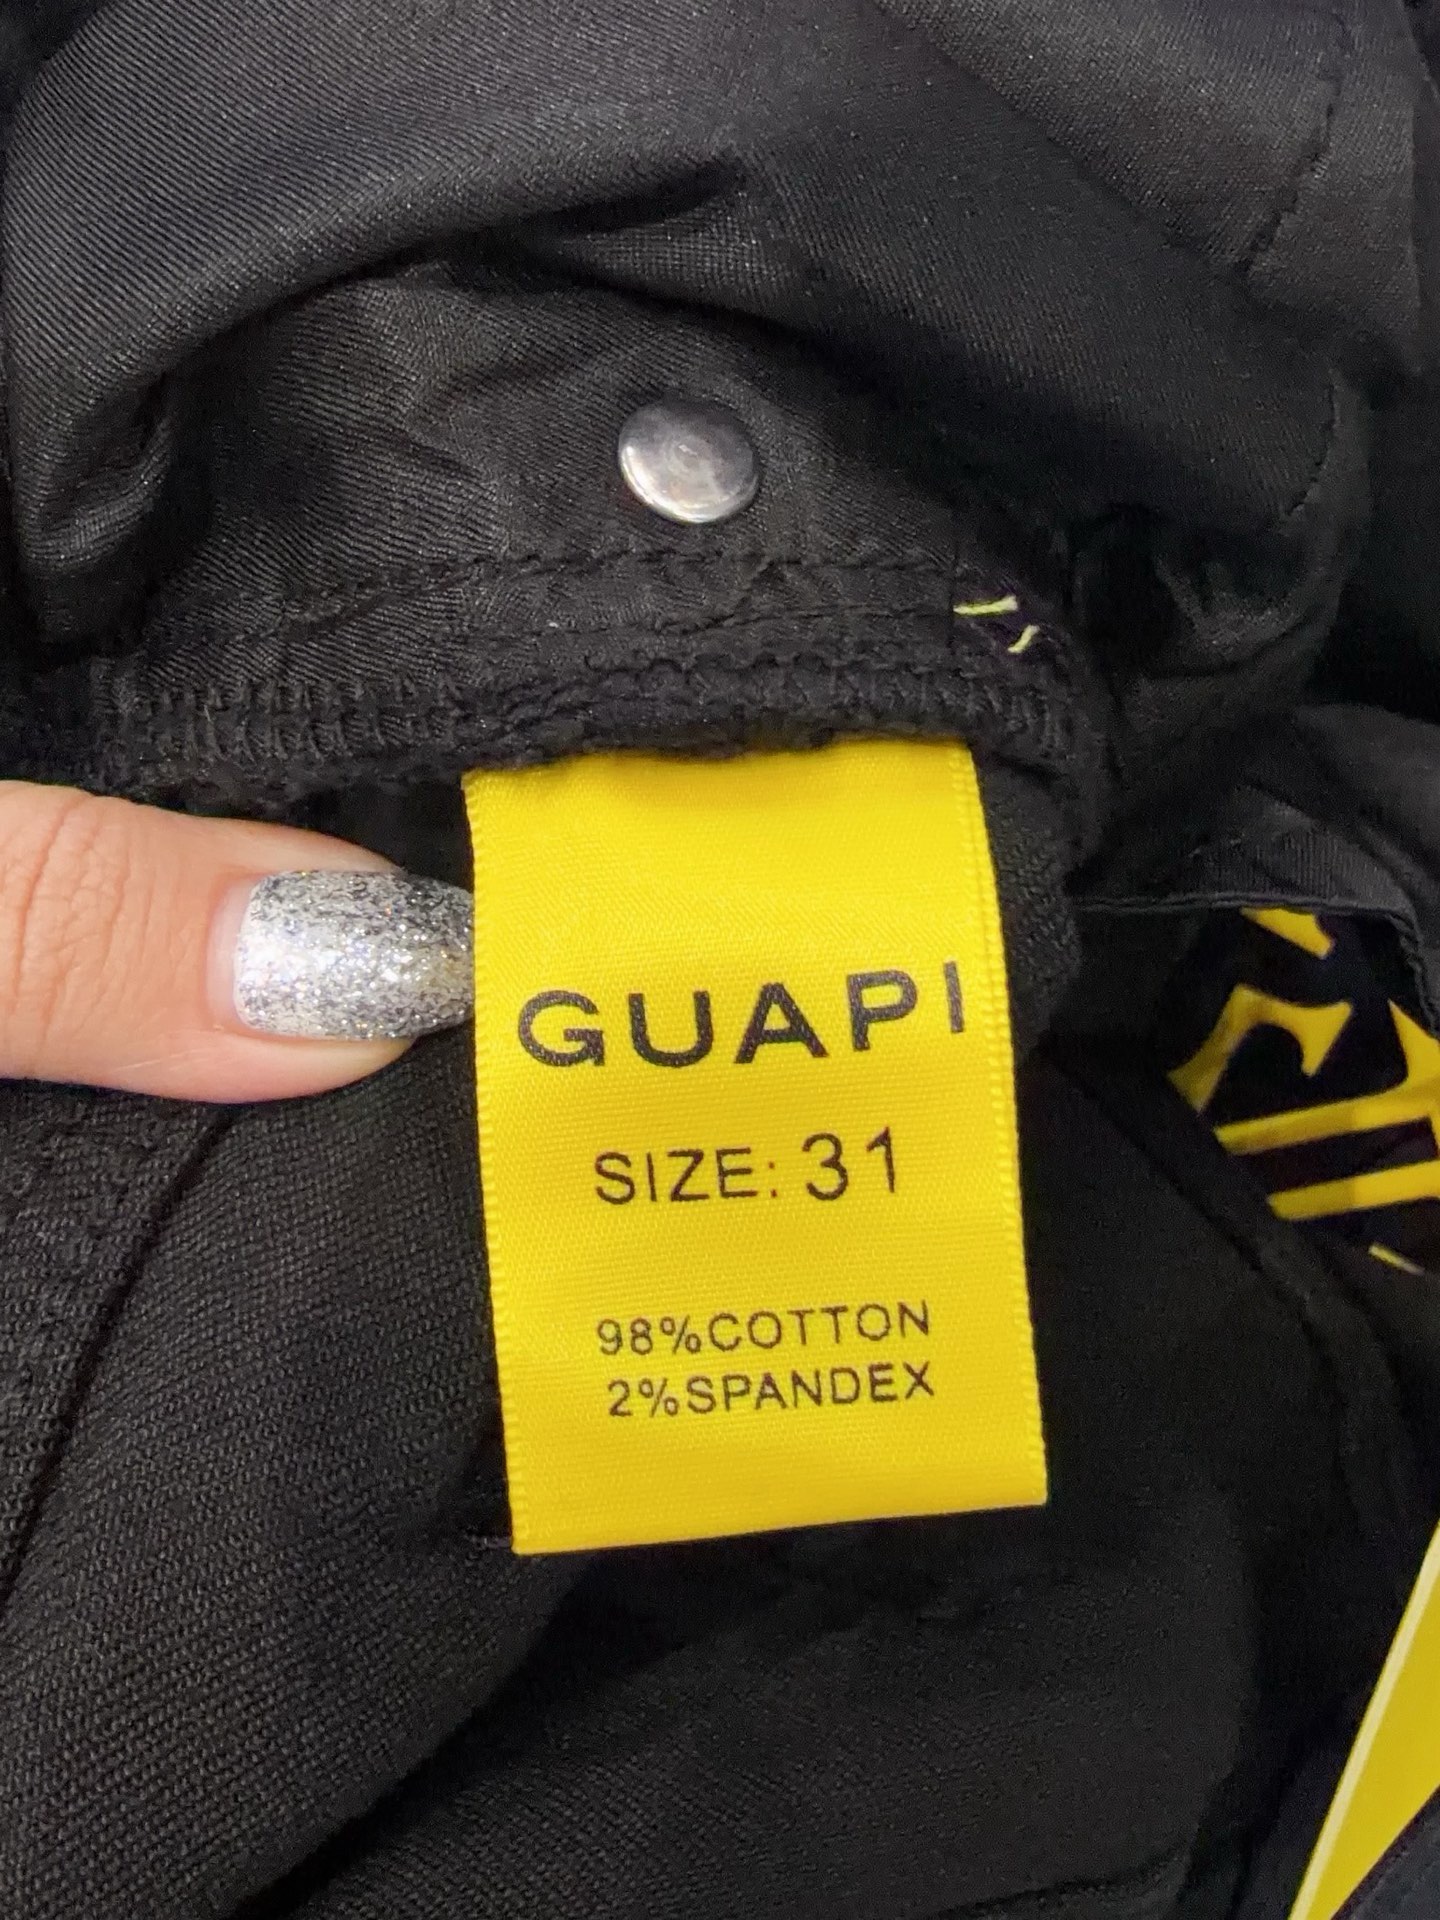 GUAPI
SIZE: 31
98%COTTON
2%SPANDEX